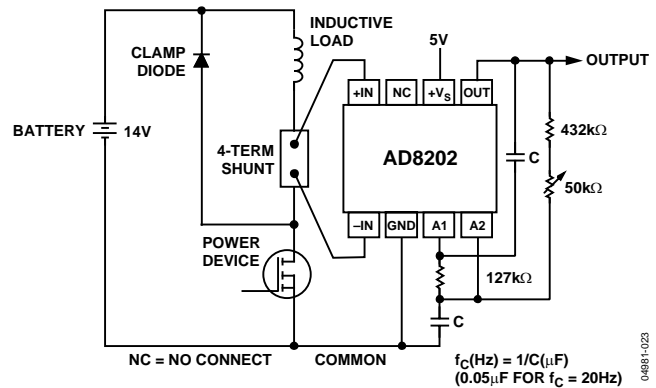 INDUCTIVE
LOAD
CLAMP
DIODE
5V
OUTPUT
+IN
NC
+VS
OUT
BATTERY
14V
4-TERM
SHUNT
AD8202
C
432kΩ
50kΩ
-IN
GND
A1
A2
POWER
DEVICE
127kΩ
C
NC = NO CONNECT
COMMON
fC(Hz) = 1/C(μF)
(0.05μF FOR fC = 20Hz)
04981-023